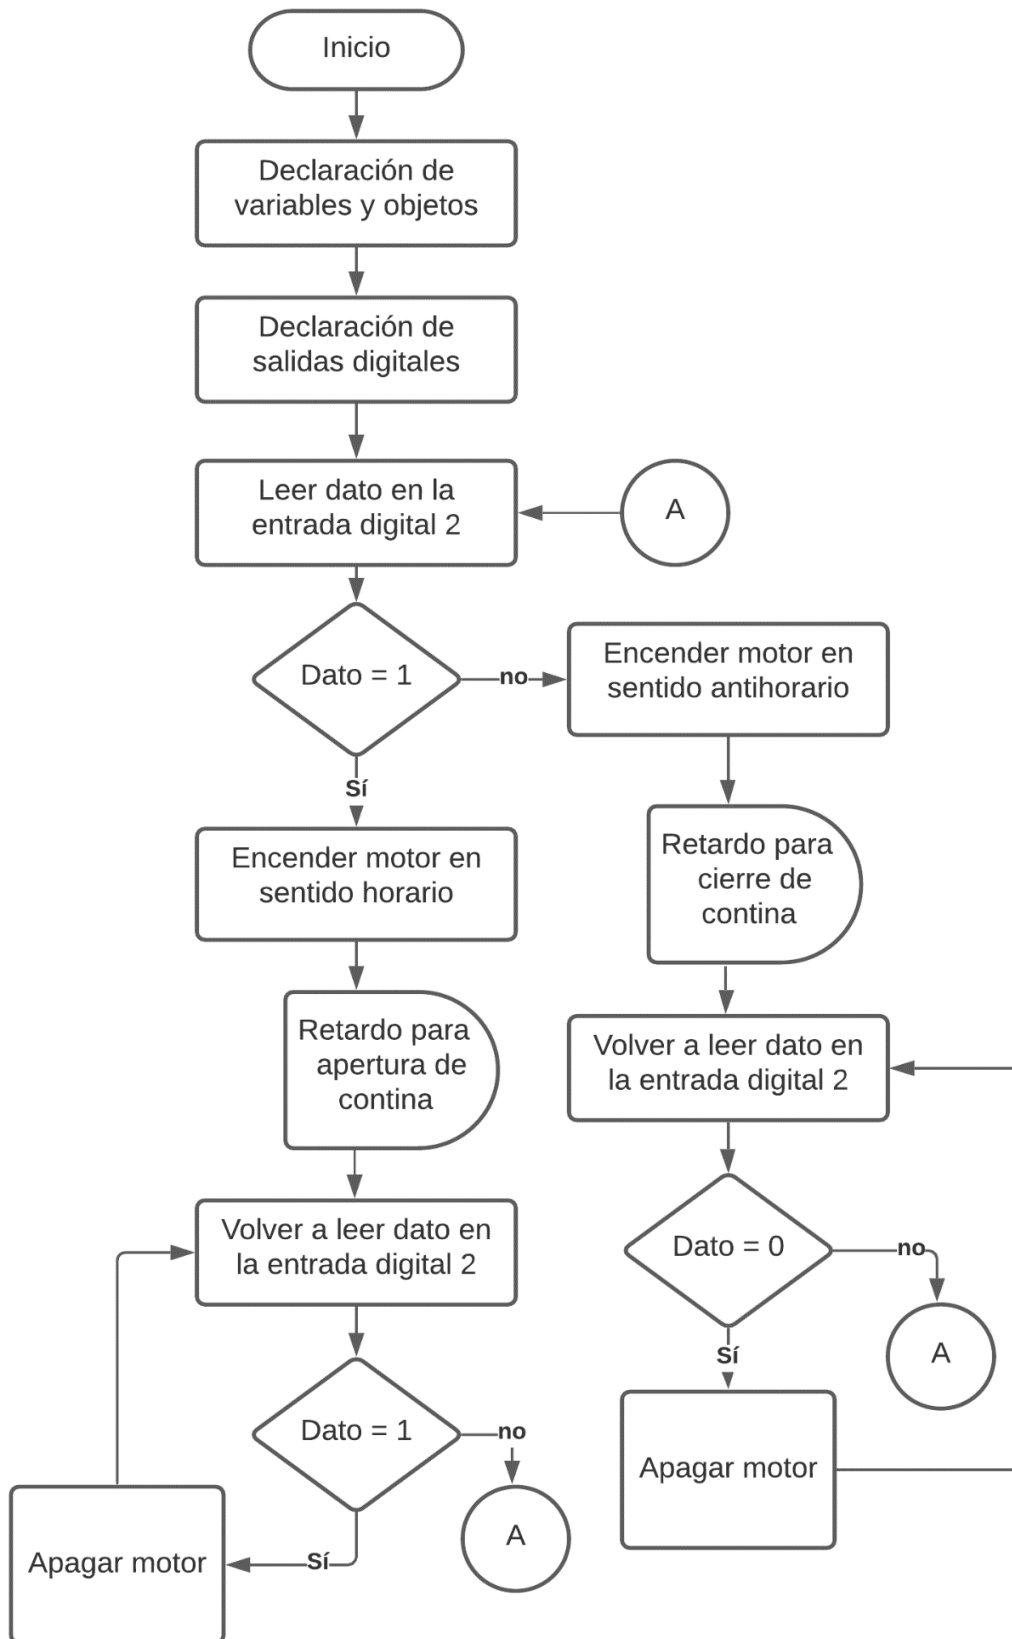 Inicio
Declaración de
variables y objetos
Declaración de
salidas digitales
Leer dato en la
entrada digital 2
A
Dato = 1
no
Encender motor en
sentido antihorario
Sí
Encender motor en
sentido horario
Retardo para
cierre de
contina
Retardo para
apertura de
contina
Volver a leer dato en
la entrada digital 2
Volver a leer dato en
la entrada digital 2
Dato = 0
no
A
Sí
Apagar motor
Dato = 1
no
A
Sí
Apagar motor